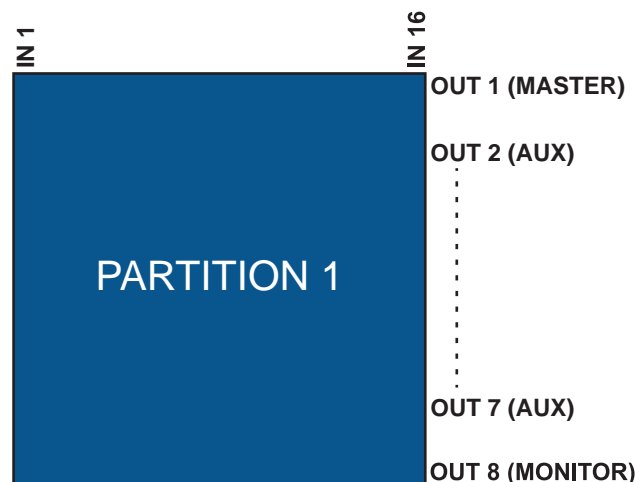 IN 1
IN 16
OUT 1 (MASTER)
OUT 2 (AUX)
PARTITION 1
OUT 7 (AUX)
OUT 8 (MONITOR)